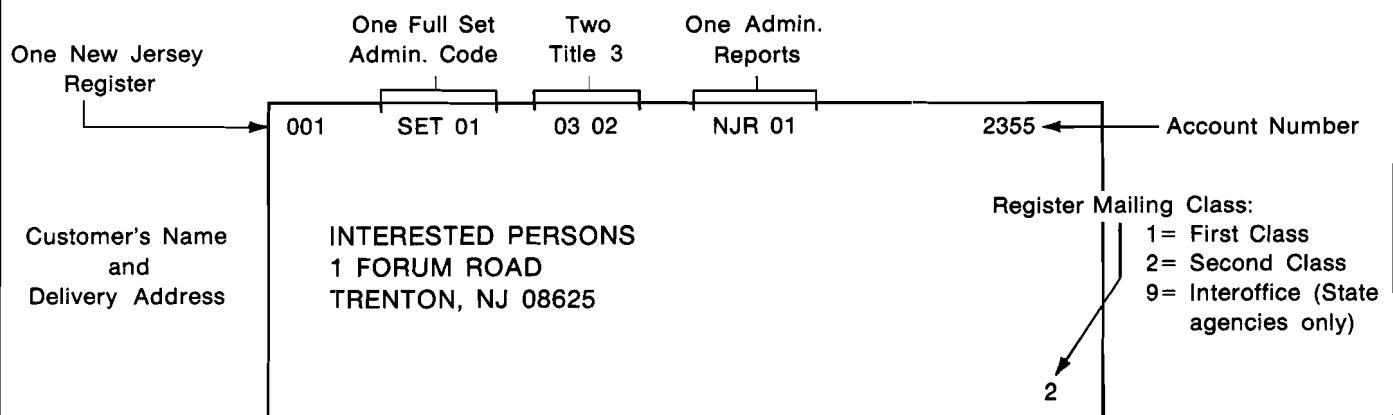 One Full Set Two One Admin.
One New Jersey Admin. Code Title 3 Reports
Register
001 SET 01 03 02 NJR 01 2355 Account Number
Register Mailing Class:
Customer's Name INTERESTED PERSONS 1= First Class
and 1 FORUM ROAD 2= Second Class
Delivery Address TRENTON, NJ 08625 9= Interoffice (State
agencies only)
2